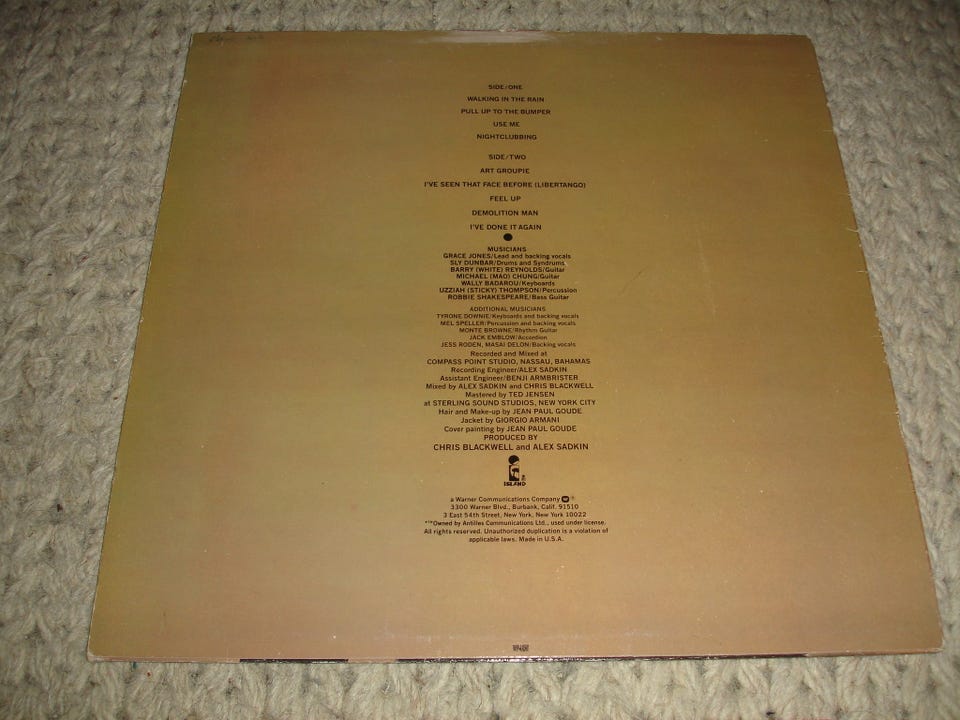 SIDE/ONE
WALKING IN THE RAIN
PULL UP TO THE BUMPER
USE ME
NIGHTCLUBBING
SIDE/TWO
ART GROUPIE
I'VE SEEN THAT FACE BEFORE (LIBERTANGO)
FEEL UP
DEMOLITION MAN
I'VE DONE IT AGAIN
MUSICIANS
GRACE JONES/Lead and backing vocals
SLY DUNBAR/Drums and Syndrums
BARRY (WHITE) REYNOLDS/Guitar
MICHAEL (MAO) CHUNG/Guitar
WALLY BADAROU/Keyboards
UZZIAH (STICKY) THOMPSON/Percussion
ROBBIE SHAKESPEARE/Bass Guitar
ADDITIONAL MUSICIANS
TYRONE DOWNIE/Keyboards and backing vocals
MEL SPELLER/Percussion and backing vocals
MONTE BROWNE/Rhythm Guitar
JACK EMBLOW/Accordion
JESS RODEN, MASAI DELON/Backing vocals
Recorded and Mixed at
COMPASS POINT STUDIO, NASSAU, BAHAMAS
Recording Engineer/ALEX SADKIN
Assistant Engineer/BENJI ARMBRISTER
Mixed by ALEX SADKIN and CHRIS BLACKWELL
Mastered by TED JENSEN
at STERLING SOUND STUDIOS, NEW YORK CITY
Hair and Make-up by JEAN PAUL GOUDE
Jacket by GIORGIO ARMANI
Cover painting by JEAN PAUL GOUDE
PRODUCED BY
CHRIS BLACKWELL and ALEX SADKIN
ISLAND
a Warner Communications Company
3300 Warner Blvd., Burbank, Calif. 91510
3 East 54th Street, New York, New York 10022
Owned by Antilles Communications Ltd., used under license.
All rights reserved. Unauthorized duplication is a violation of
applicable laws. Made in U.S.A.